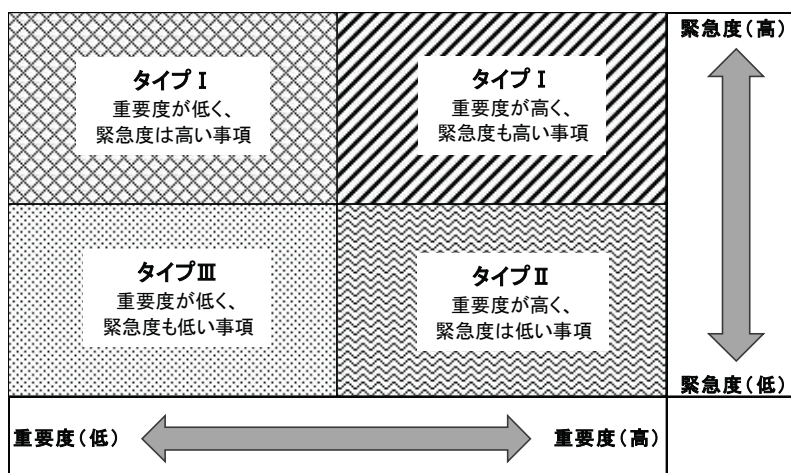 タイプⅠ
重要度が低く、
緊急度は高い事項
タイプⅠ
重要度が高く、
緊急度も高い事項
緊急度(高)
タイプⅢ
重要度が低く、
緊急度も低い事項
タイプⅡ
重要度が高く、
緊急度は低い事項
緊急度(低)
重要度(低)
重要度(高)